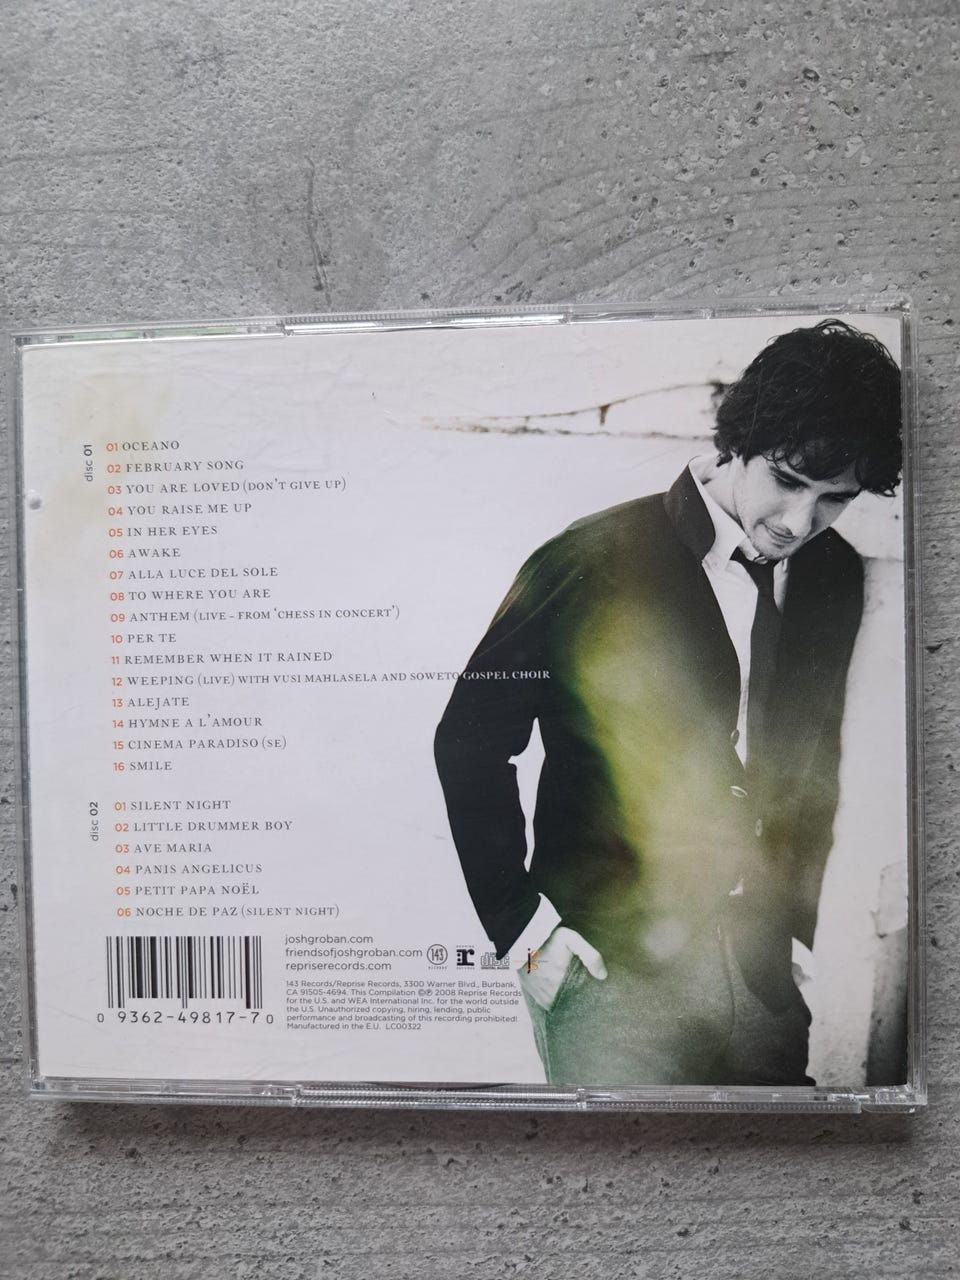 disc 01
01 OCEANO
02 FEBRUARY SONG
03 YOU ARE LOVED (DON'T GIVE UP)
04 YOU RAISE ME UP
05 IN HER EYES
06 AWAKE
07 ALLA LUCE DEL SOLE
08 TO WHERE YOU ARE
09 ANTHEM (LIVE - FROM 'CHESS IN CONCERT')
10 PER TE
11 REMEMBER WHEN IT RAINED
12 WEEPING (LIVE) WITH VUSI MAHLASELA AND SOWETO GOSPEL CHOIR
13 ALEJATE
14 HYMNE A L'AMOUR
15 CINEMA PARADISO (SE)
16 SMILE
disc 02
01 SILENT NIGHT
02 LITTLE DRUMMER BOY
03 AVE MARIA
04 PANIS ANGELICUS
05 PETIT PAPA NOËL
06 NOCHE DE PAZ (SILENT NIGHT)
0 9362-49817-7 0
joshgroban.com
friendsofjoshgroban.com
repriserecords.com
143 RECORDS
REPRISE r RECORDS
disc DIGITAL AUDIO
143 Records/Reprise Records, 3300 Warner Blvd., Burbank,
CA 91505-4694. This Compilation ©℗ 2008 Reprise Records
for the U.S. and WEA International Inc. for the world outside
the U.S. Unauthorized copying, hiring, lending, public
performance and broadcasting of this recording prohibited!
Manufactured in the E.U. LC00322